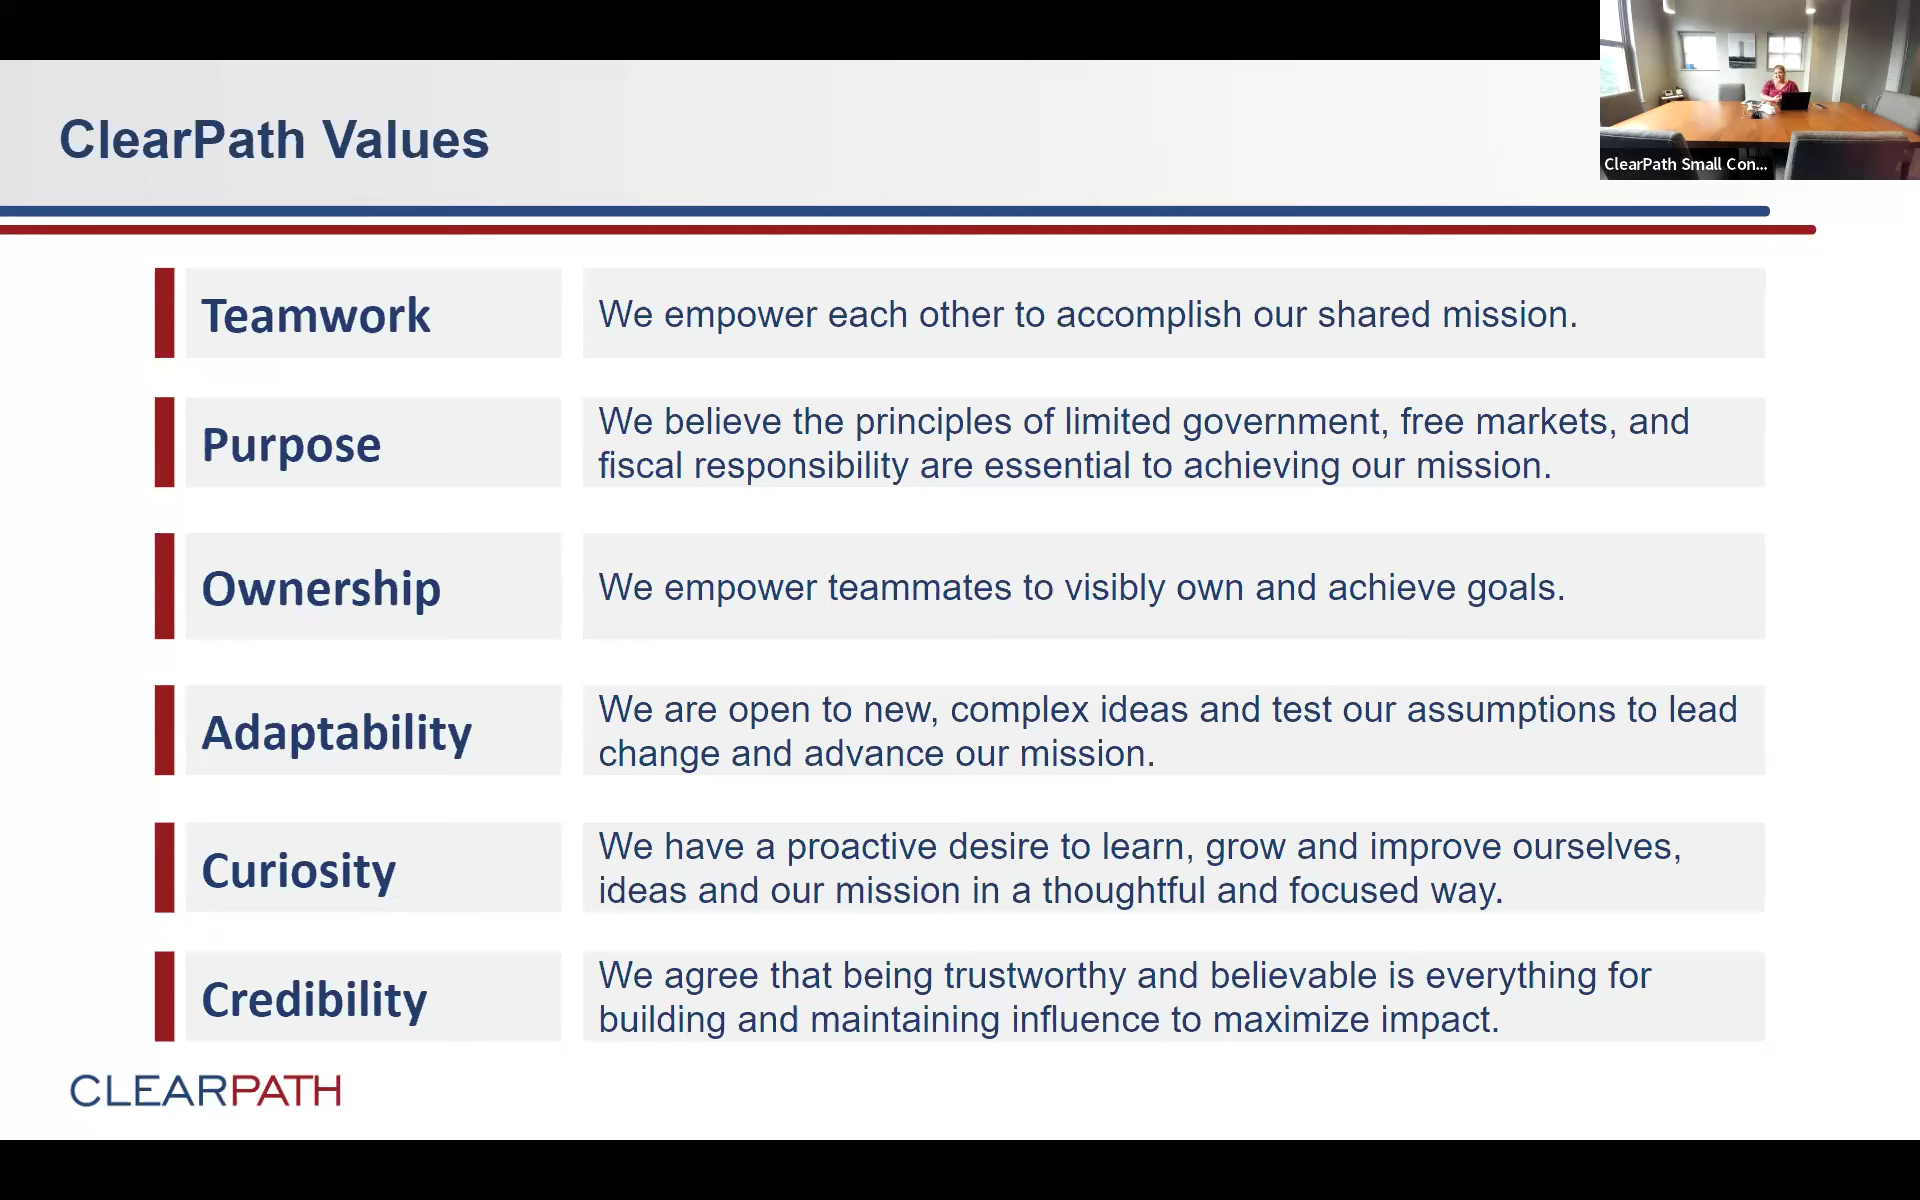 ClearPath Values
ClearPath Small Con...
Teamwork
We empower each other to accomplish our shared mission.
Purpose
We believe the principles of limited government, free markets, and
fiscal responsibility are essential to achieving our mission.
Ownership
We empower teammates to visibly own and achieve goals.
Adaptability
We are open to new, complex ideas and test our assumptions to lead
change and advance our mission.
Curiosity
We have a proactive desire to learn, grow and improve ourselves,
ideas and our mission in a thoughtful and focused way.
Credibility
We agree that being trustworthy and believable is everything for
building and maintaining influence to maximize impact.
CLEARPATH